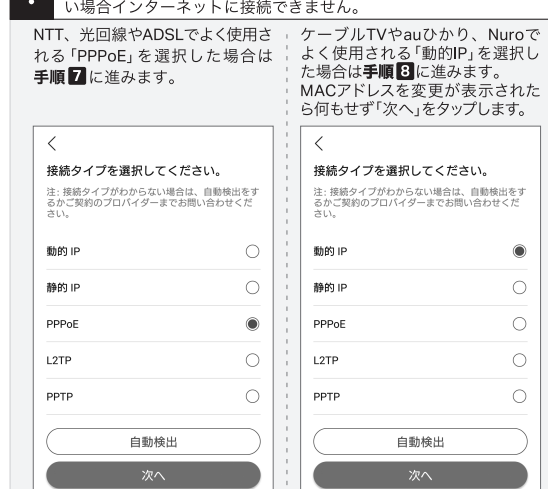 い場合インターネットに接続できません。
NTT、光回線やADSLでよく使用さ
れる「PPPoE」を選択した場合は
手順7に進みます。
ケーブルTVやauひかり、Nuroで
よく使用される「動的IP」を選択し
た場合は手順8に進みます。
MACアドレスを変更が表示された
ら何もせず「次へ」をタップします。
接続タイプを選択してください。
注: 接続タイプがわからない場合は、自動検出をす
るかご契約のプロバイダーまでお問い合わせくだ
さい。
動的 IP
静的 IP
PPPoE
L2TP
PPTP
自動検出
次へ
接続タイプを選択してください。
注: 接続タイプがわからない場合は、自動検出をす
るかご契約のプロバイダーまでお問い合わせくだ
さい。
動的 IP
静的 IP
PPPoE
L2TP
PPTP
自動検出
次へ